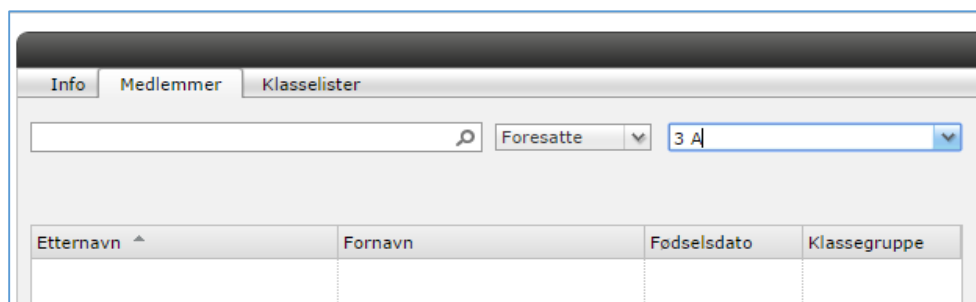 Info Medlemmer Klasselister
Foresatte 3 A
Etternavn Fornavn Fødselsdato Klassegruppe